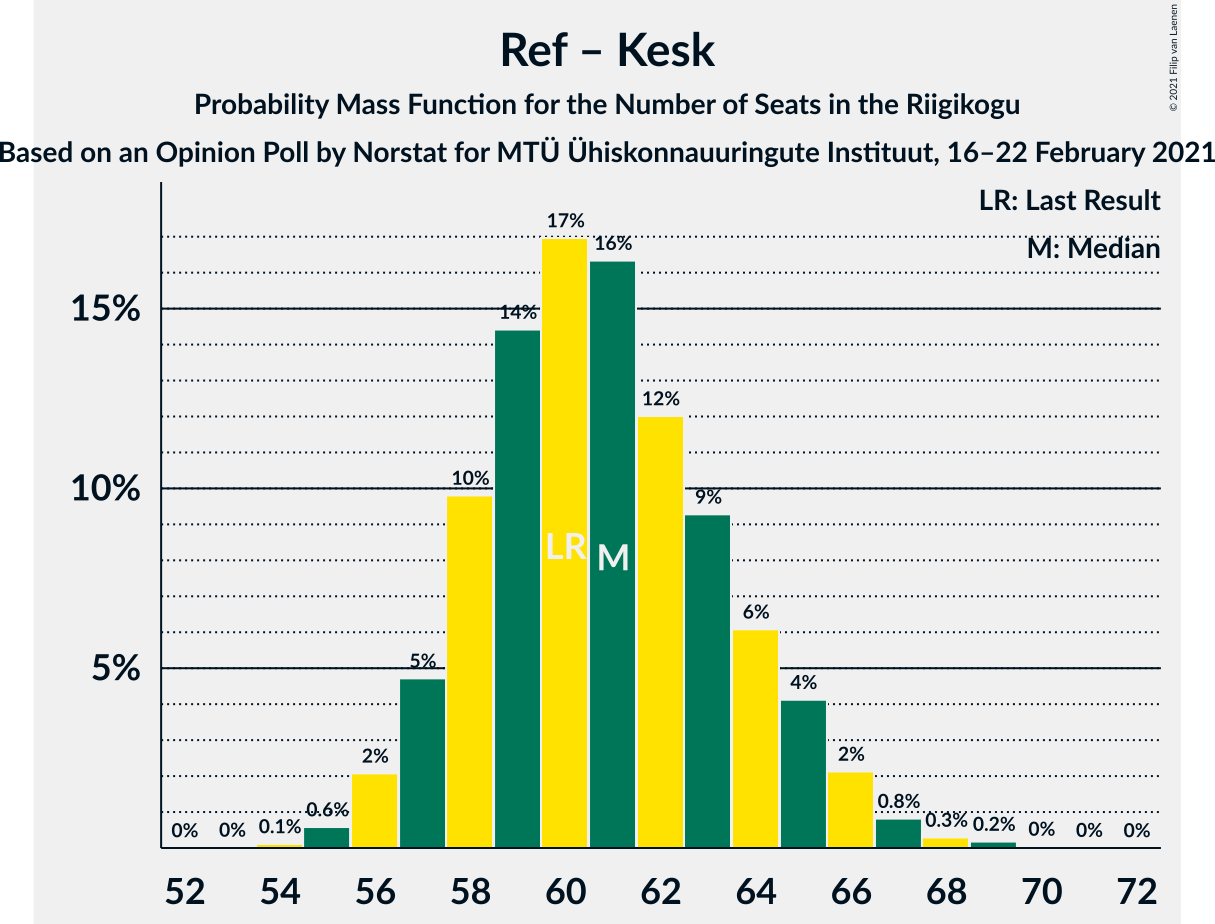 Ref – Kesk
Probability Mass Function for the Number of Seats in the Riigikogu
Based on an Opinion Poll by Norstat for MTÜ Ühiskonnauuringute Instituut, 16–22 February 2021
© 2021 Filip van Laenen
LR: Last Result
M: Median
15%
10%
5%
0%
0%
0.1%
0.6%
2%
5%
10%
14%
17%
16%
12%
9%
6%
4%
2%
0.8%
0.3%
0.2%
0%
0%
0%
LR
M
52 54 56 58 60 62 64 66 68 70 72